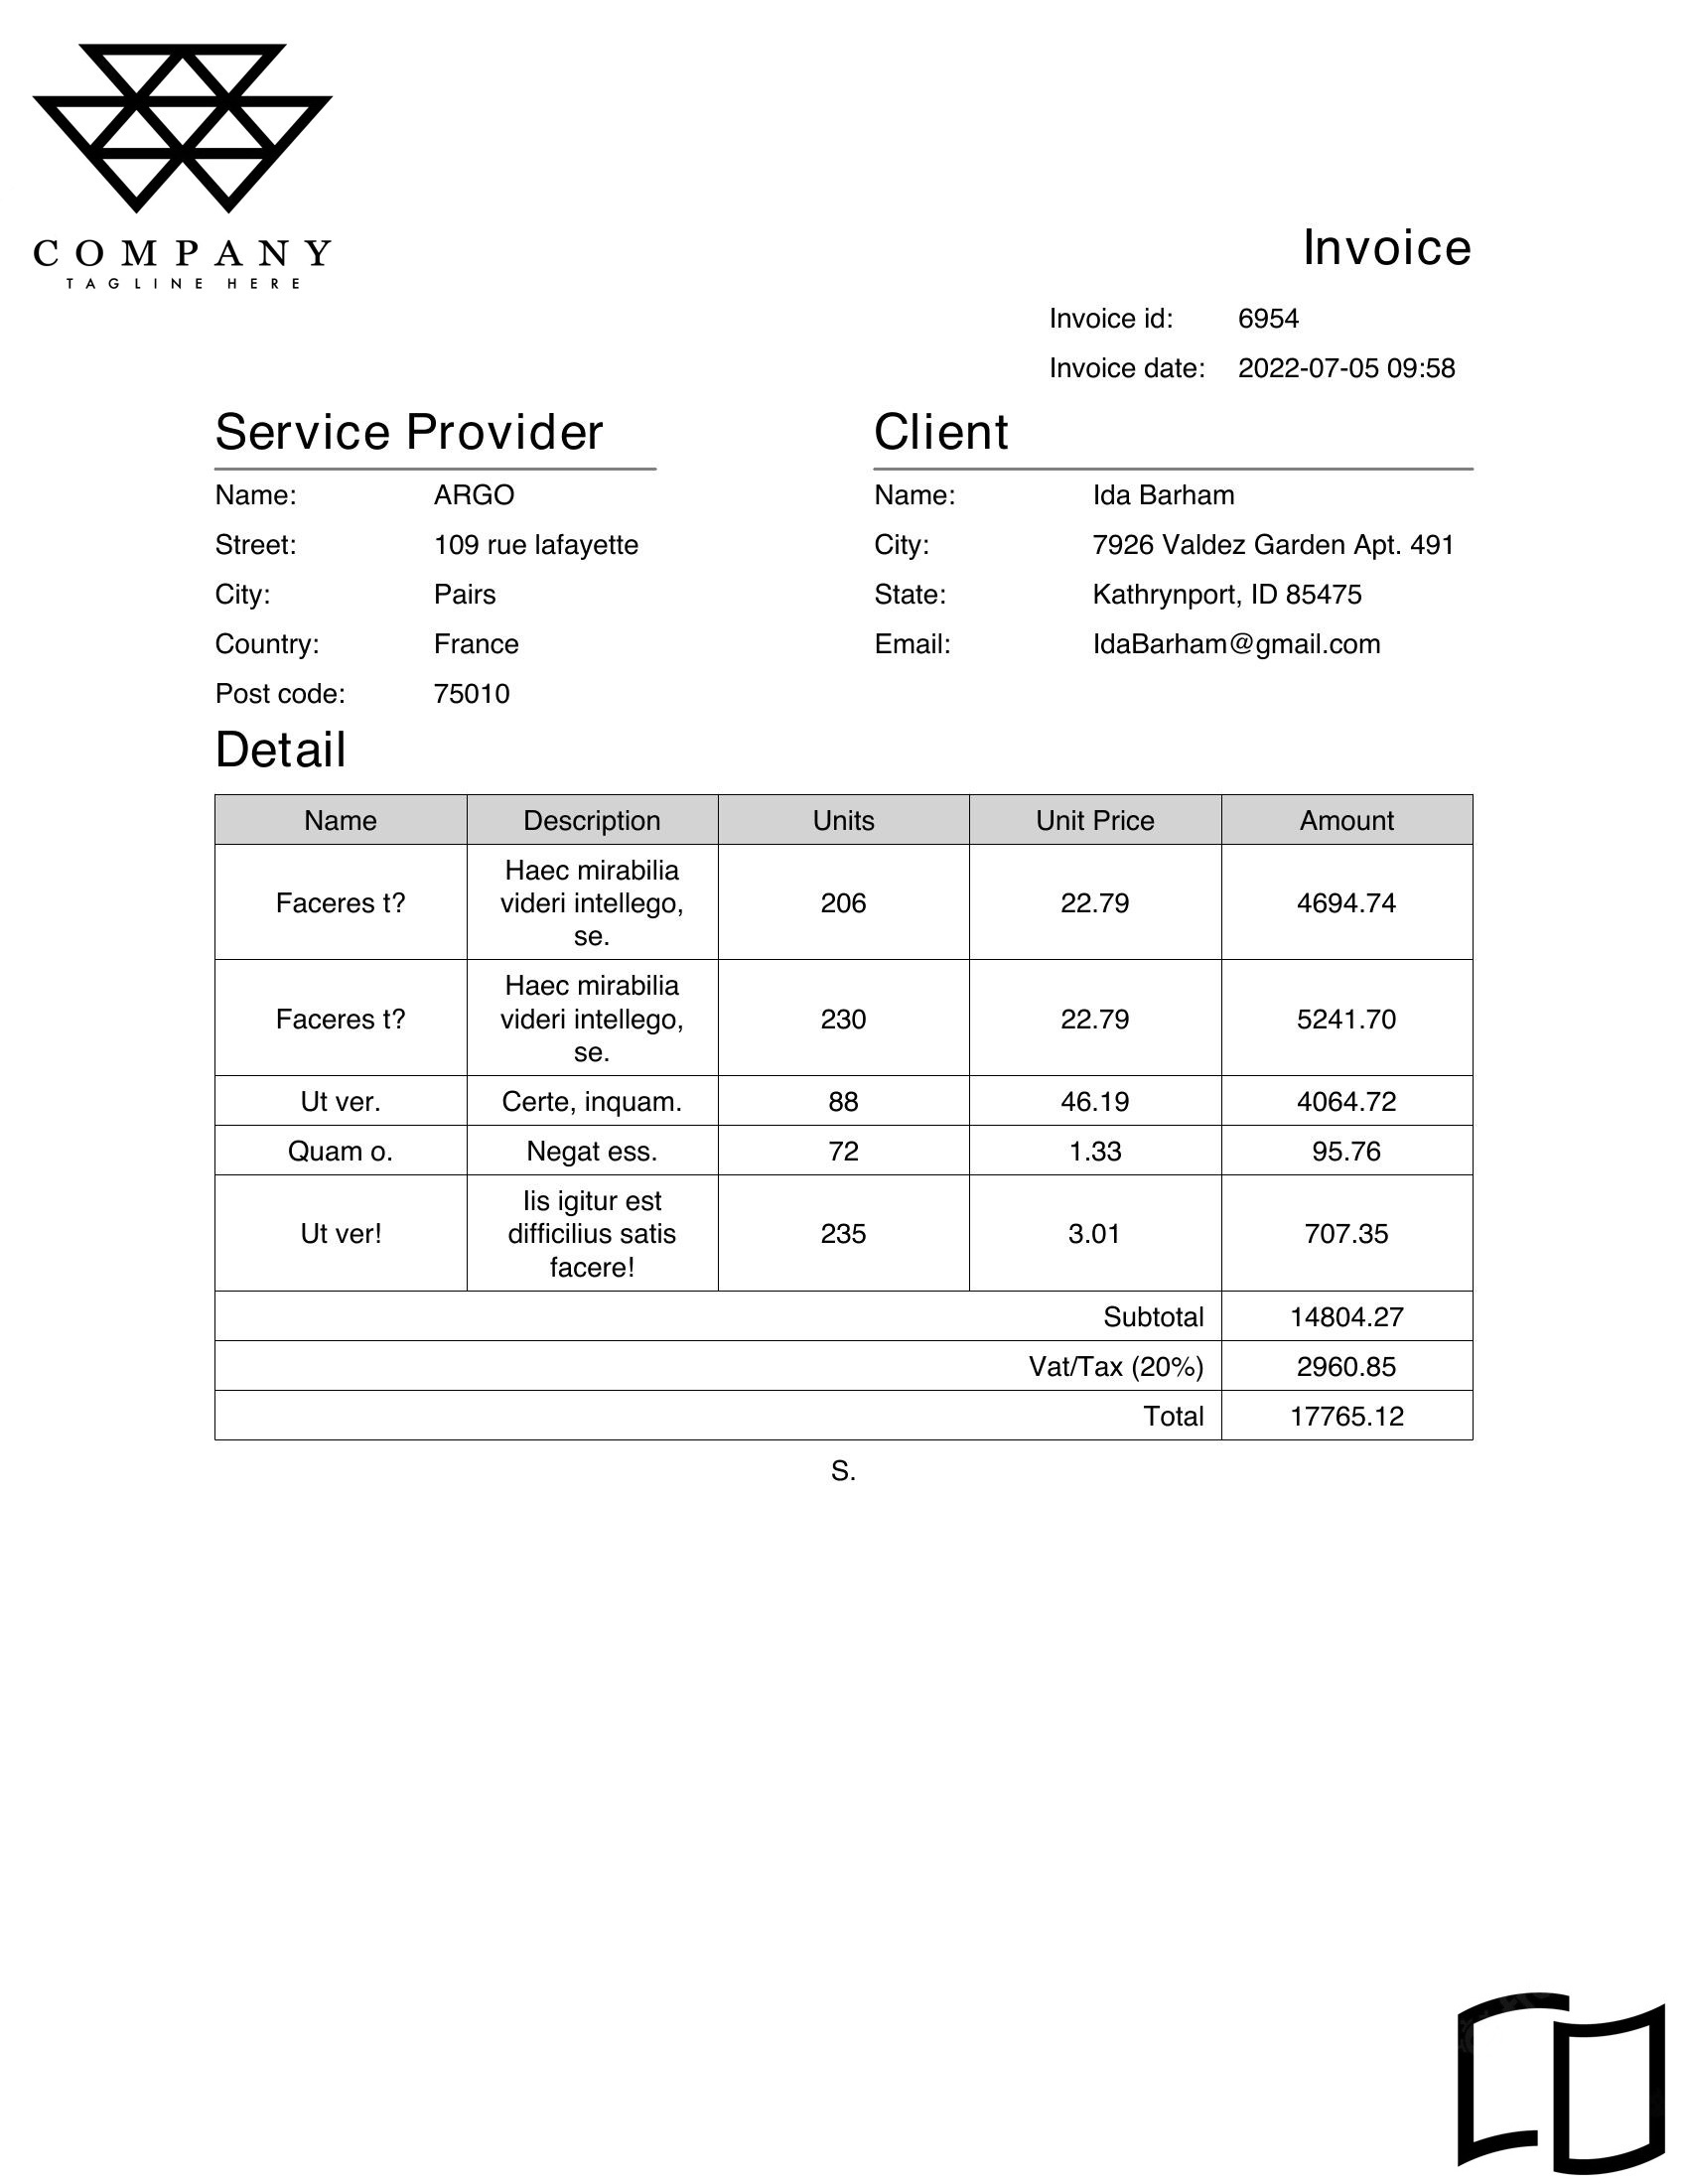 COMPANY
TAGLINE HERE
Invoice
Invoice id: 6954
Invoice date: 2022-07-05 09:58
Service Provider
Name: ARGO
Street: 109 rue lafayette
City: Pairs
Country: France
Post code: 75010
Client
Name: Ida Barham
City: 7926 Valdez Garden Apt. 491
State: Kathrynport, ID 85475
Email: IdaBarham@gmail.com
Detail
Name Description Units Unit Price Amount
Faceres t? Haec mirabilia videri intellego, se. 206 22.79 4694.74
Faceres t? Haec mirabilia videri intellego, se. 230 22.79 5241.70
Ut ver. Certe, inquam. 88 46.19 4064.72
Quam o. Negat ess. 72 1.33 95.76
Ut ver! Iis igitur est difficilius satis facere! 235 3.01 707.35
Subtotal 14804.27
Vat/Tax (20%) 2960.85
Total 17765.12
S.